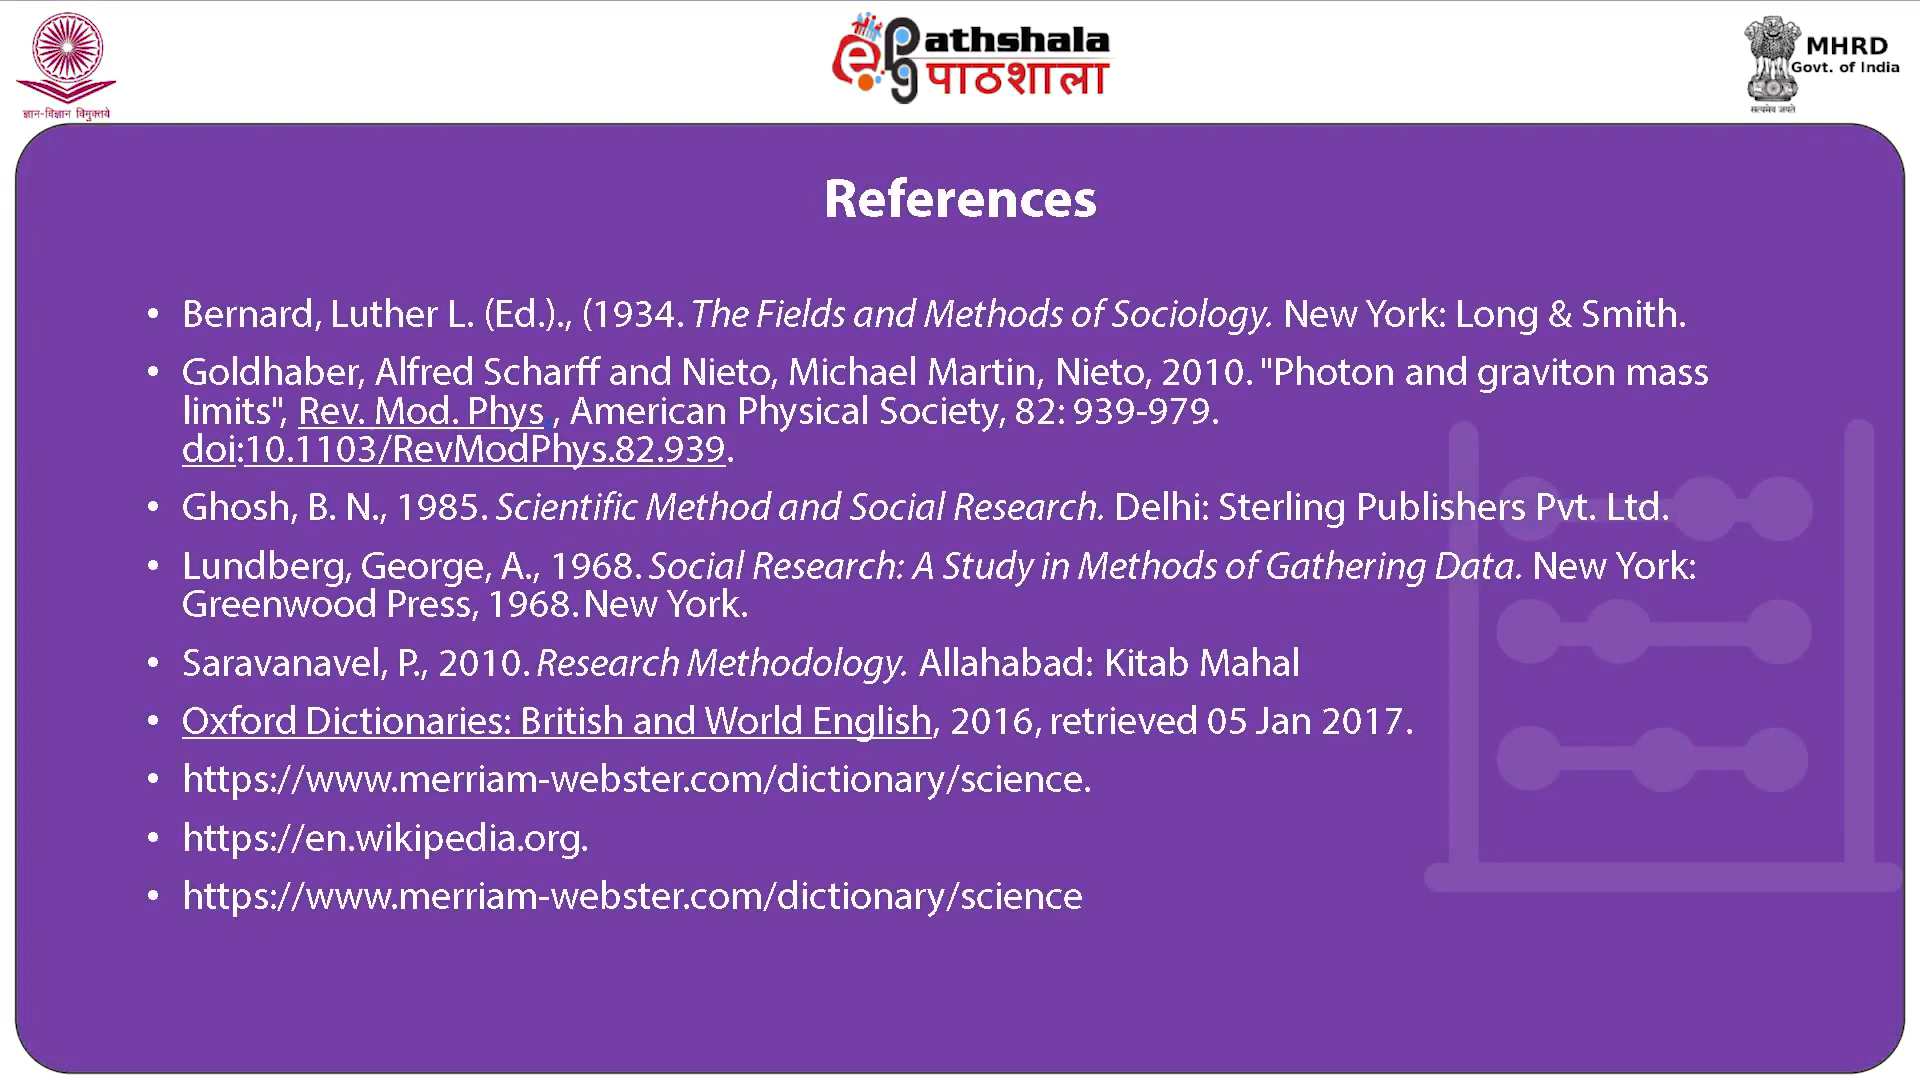 ज्ञान-विज्ञान विमुक्तये
e Pg Pathshala
पाठशाला
MHRD
Govt. of India
सत्यमेव जयते
References
• Bernard, Luther L. (Ed.)., (1934. The Fields and Methods of Sociology. New York: Long & Smith.
• Goldhaber, Alfred Scharff and Nieto, Michael Martin, Nieto, 2010. "Photon and graviton mass
limits", Rev. Mod. Phys , American Physical Society, 82: 939-979.
doi:10.1103/RevModPhys.82.939.
• Ghosh, B. N., 1985. Scientific Method and Social Research. Delhi: Sterling Publishers Pvt. Ltd.
• Lundberg, George, A., 1968. Social Research: A Study in Methods of Gathering Data. New York:
Greenwood Press, 1968. New York.
• Saravanavel, P., 2010. Research Methodology. Allahabad: Kitab Mahal
• Oxford Dictionaries: British and World English, 2016, retrieved 05 Jan 2017.
• https://www.merriam-webster.com/dictionary/science.
• https://en.wikipedia.org.
• https://www.merriam-webster.com/dictionary/science